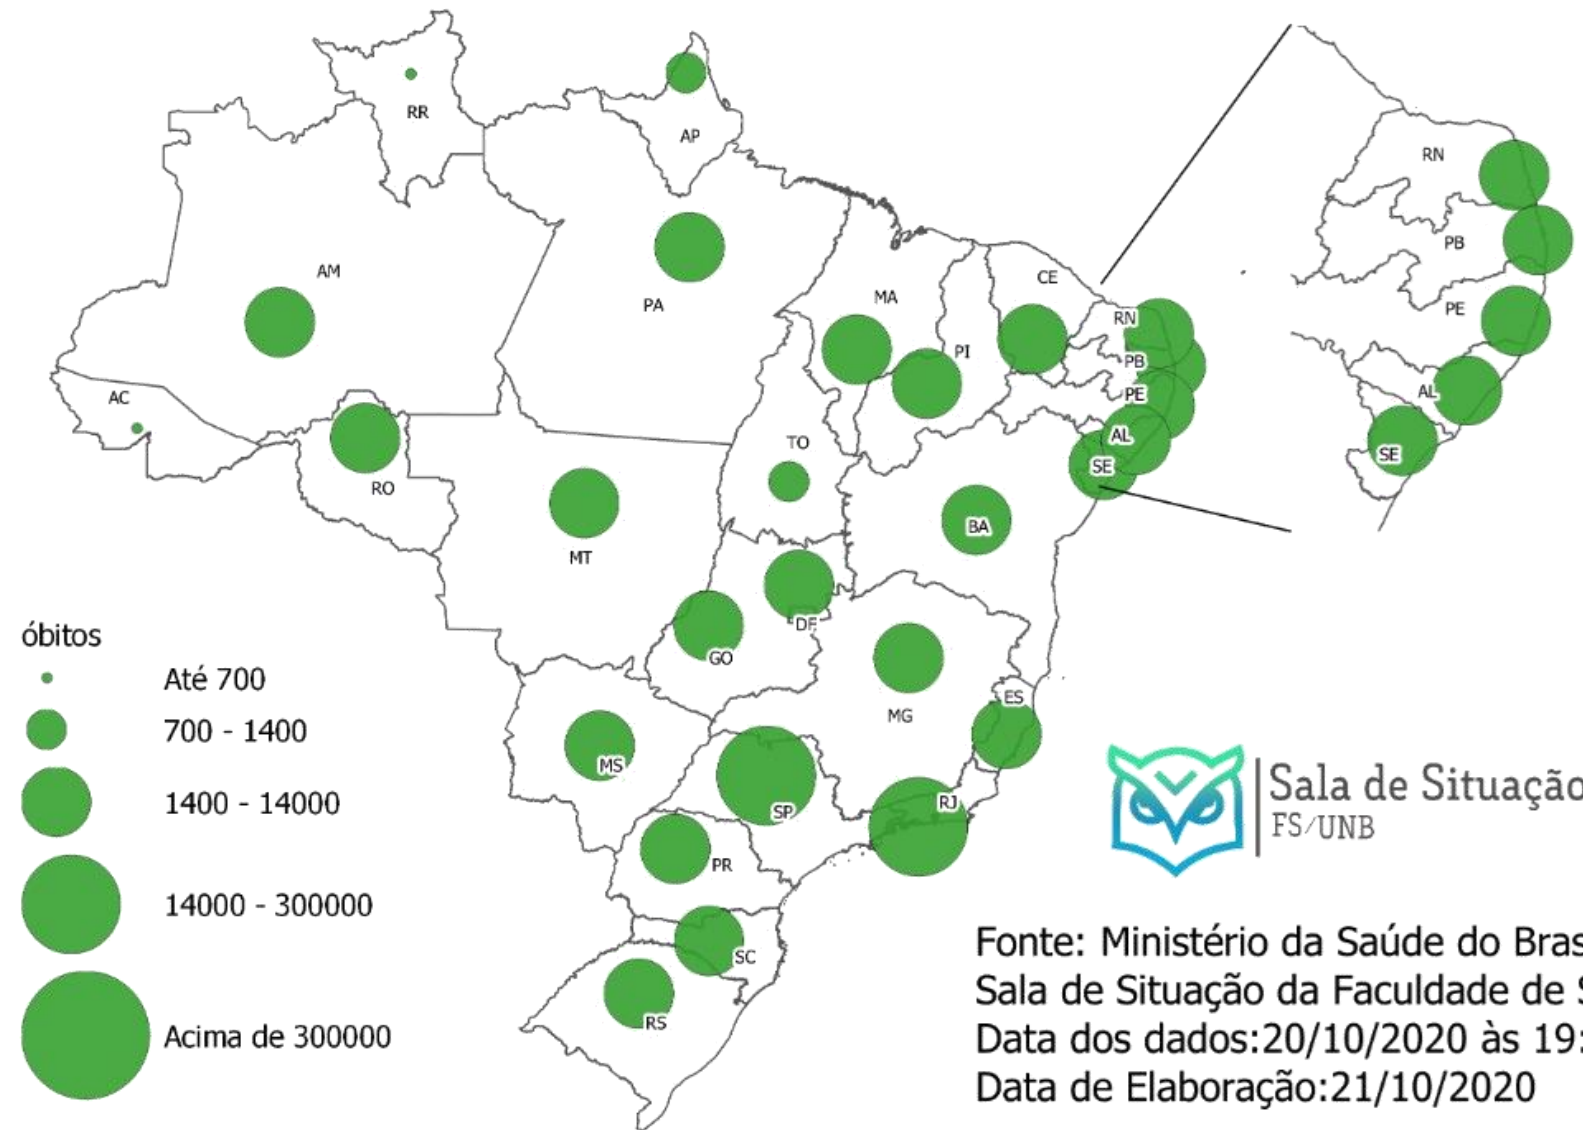 RR
AP
AM
PA
MA
CE
PI
RN
PB
PE
AL
SE
RN
PB
PE
AL
SE
AC
RO
TO
MT
BA
DF
GO
MG
ES
MS
SP
RJ
PR
SC
RS
óbitos
Até 700
700 - 1400
1400 - 14000
14000 - 300000
Acima de 300000
Sala de Situação
FS/UNB
Fonte: Ministério da Saúde do Bras
Sala de Situação da Faculdade de S
Data dos dados:20/10/2020 às 19:
Data de Elaboração:21/10/2020